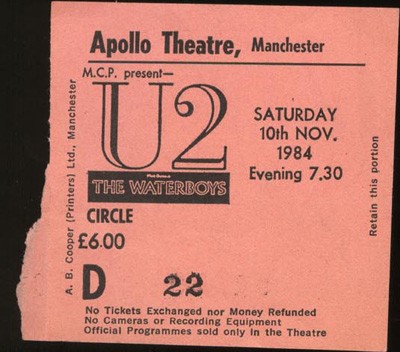 Apollo Theatre, Manchester
M.C.P. present—
U2
THE WATERBOYS
SATURDAY
10th NOV.
1984
Evening 7.30
CIRCLE
£6.00
D 22
No Tickets Exchanged nor Money Refunded
No Cameras or Recording Equipment
Official Programmes sold only in the Theatre
A. B. Cooper (Printers) Ltd., Manchester
Retain this portion